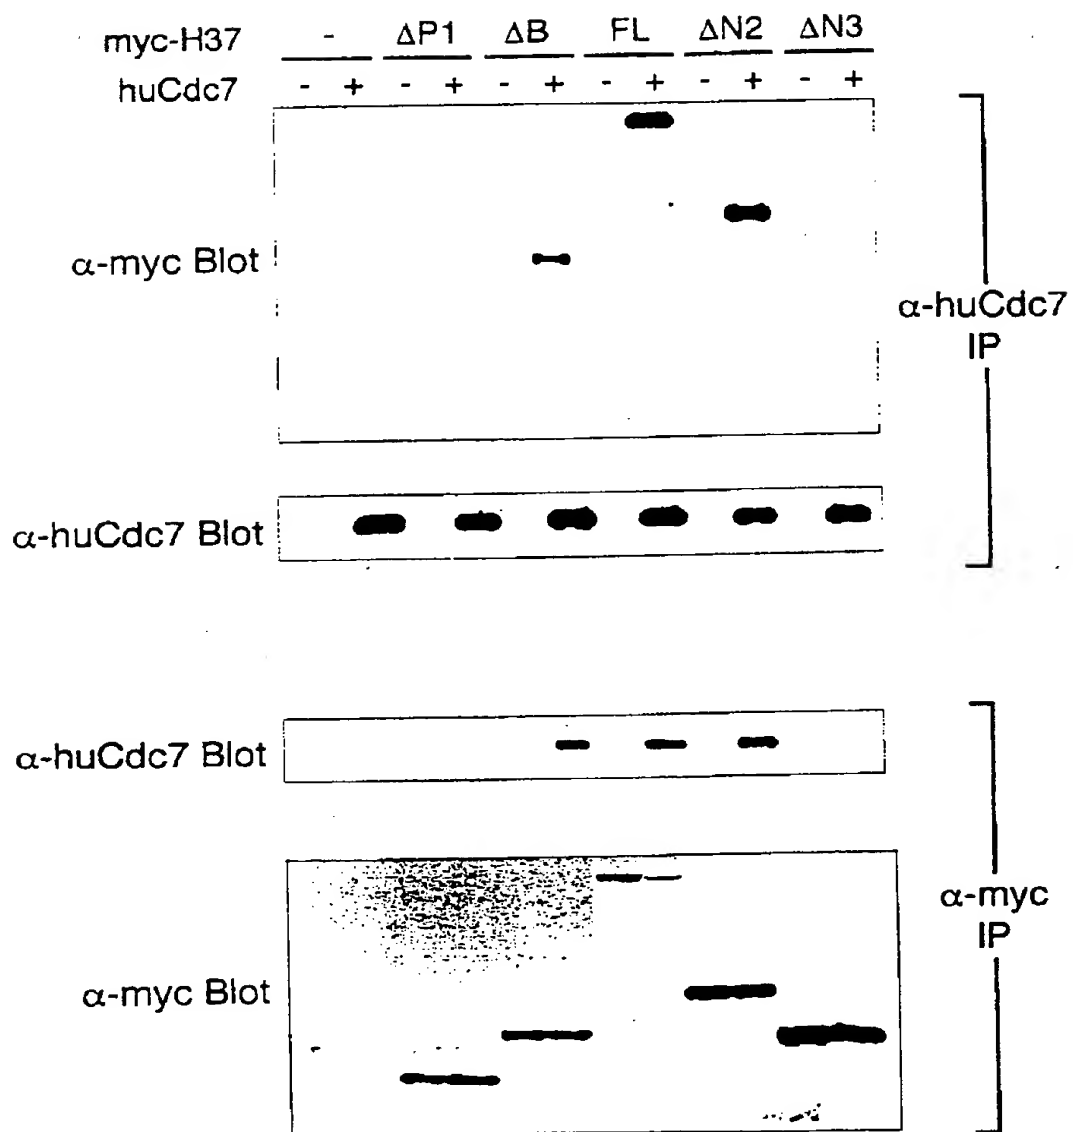 myc-H37 - ΔP1 ΔB FL ΔN2 ΔN3
huCdc7 - + - + - + - + - + - +
α-myc Blot
α-huCdc7
IP
α-huCdc7 Blot
α-huCdc7 Blot
α-myc
IP
α-myc Blot